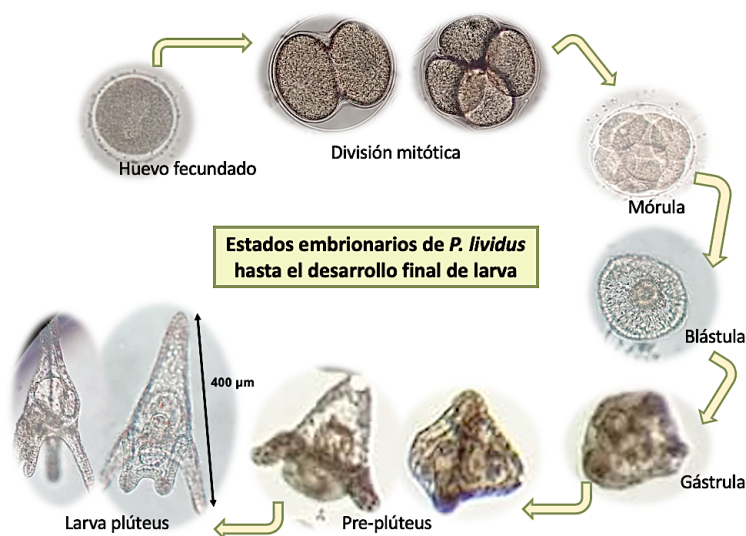 Huevo fecundado
División mitótica
Mórula
Estados embrionarios de P. lividus
hasta el desarrollo final de larva
Blástula
400 µm
Gástrula
Pre-plúteus
Larva plúteus